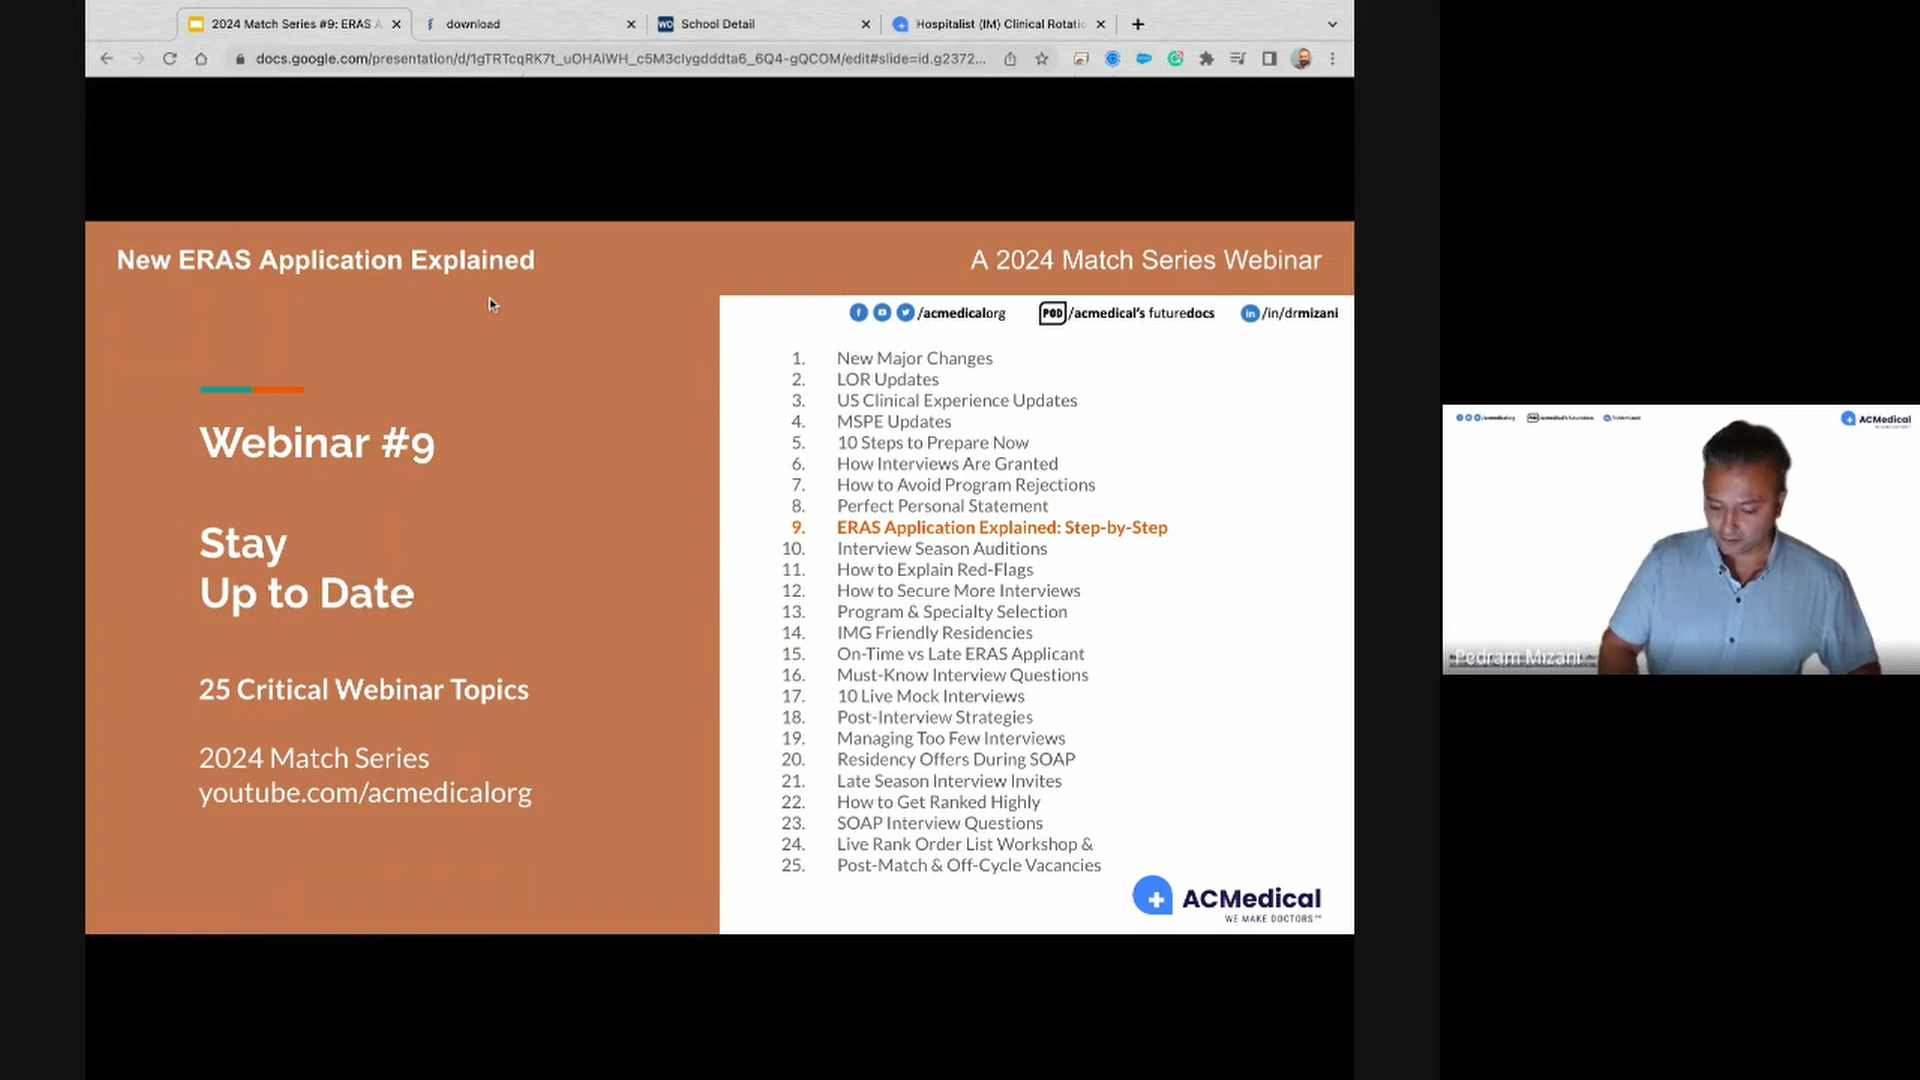 2024 Match Series #9: ERAS A
download
School Detail
Hospitalist (IM) Clinical Rotatic
docs.google.com/presentation/d/1gTRTcqRK7t_uOHAiWH_c5M3clygdddta6_6Q4-gQCOM/edit#slide=id.g2372...
New ERAS Application Explained
A 2024 Match Series Webinar
/acmedicalorg
POD /acmedical's futuredocs
in /in/drmizani
Webinar #9
Stay
Up to Date
25 Critical Webinar Topics
2024 Match Series
youtube.com/acmedicalorg
1. New Major Changes
2. LOR Updates
3. US Clinical Experience Updates
4. MSPE Updates
5. 10 Steps to Prepare Now
6. How Interviews Are Granted
7. How to Avoid Program Rejections
8. Perfect Personal Statement
9. ERAS Application Explained: Step-by-Step
10. Interview Season Auditions
11. How to Explain Red-Flags
12. How to Secure More Interviews
13. Program & Specialty Selection
14. IMG Friendly Residencies
15. On-Time vs Late ERAS Applicant
16. Must-Know Interview Questions
17. 10 Live Mock Interviews
18. Post-Interview Strategies
19. Managing Too Few Interviews
20. Residency Offers During SOAP
21. Late Season Interview Invites
22. How to Get Ranked Highly
23. SOAP Interview Questions
24. Live Rank Order List Workshop &
25. Post-Match & Off-Cycle Vacancies
ACMedical
WE MAKE DOCTORS™
ACMedical
Pedram Mizani